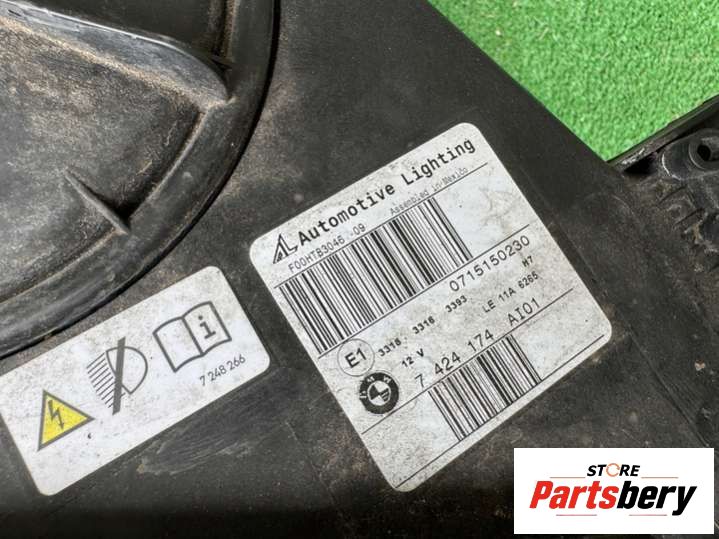 Automotive Lighting
F00HTB3046 -09
Assembled in Mexico
0715150230
E1
3316 3316 3393
LE 11A 6265
H7
12 V
7 424 174 AI01
7 248 266
STORE
Partsbery